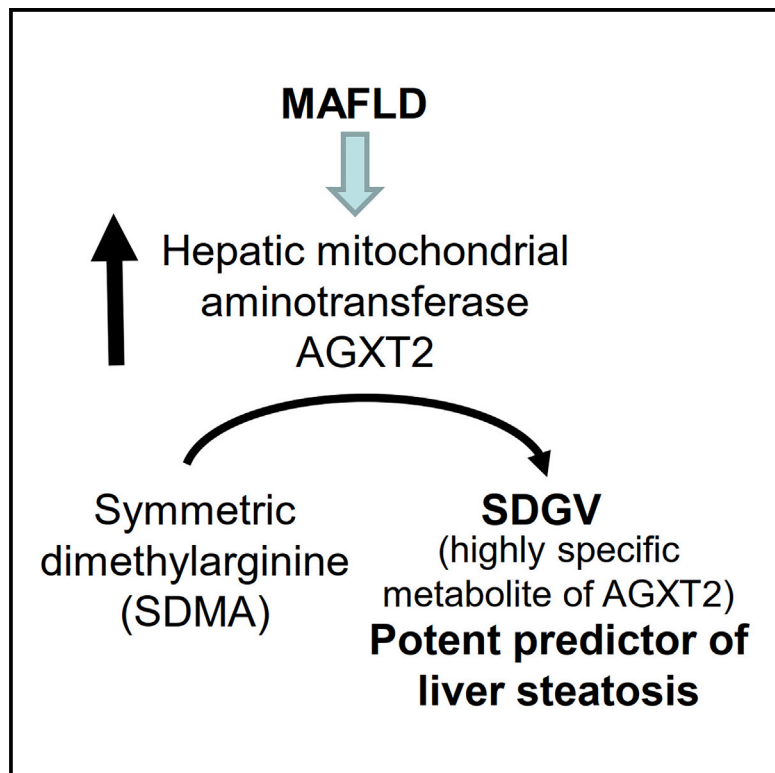 MAFLD
Hepatic mitochondrial
aminotransferase
AGXT2
Symmetric
dimethylarginine
(SDMA)
SDGV
(highly specific
metabolite of AGXT2)
Potent predictor of
liver steatosis